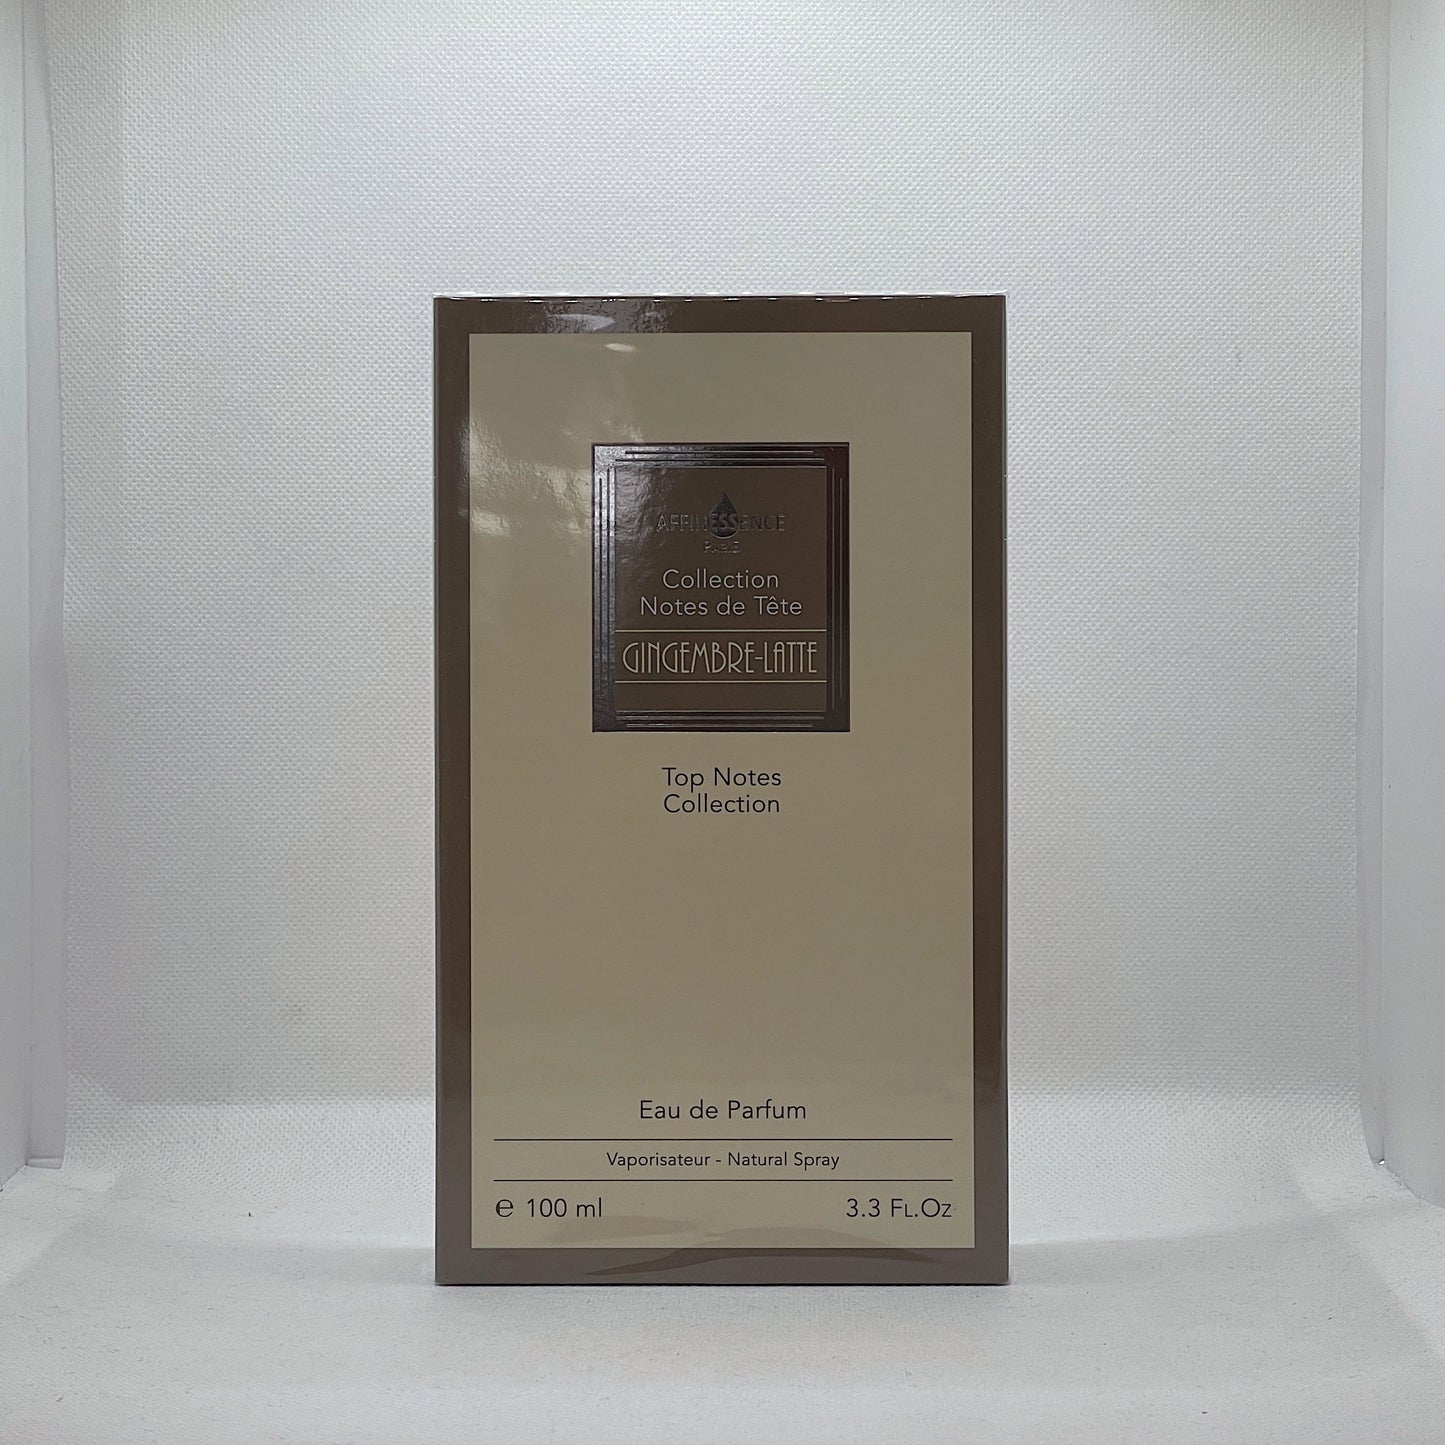 AFFINESSENCE
PARIS
Collection
Notes de Tête
GINGEMBRE-LATTE
Top Notes
Collection
Eau de Parfum
Vaporisateur - Natural Spray
℮ 100 ml 3.3 FL.OZ